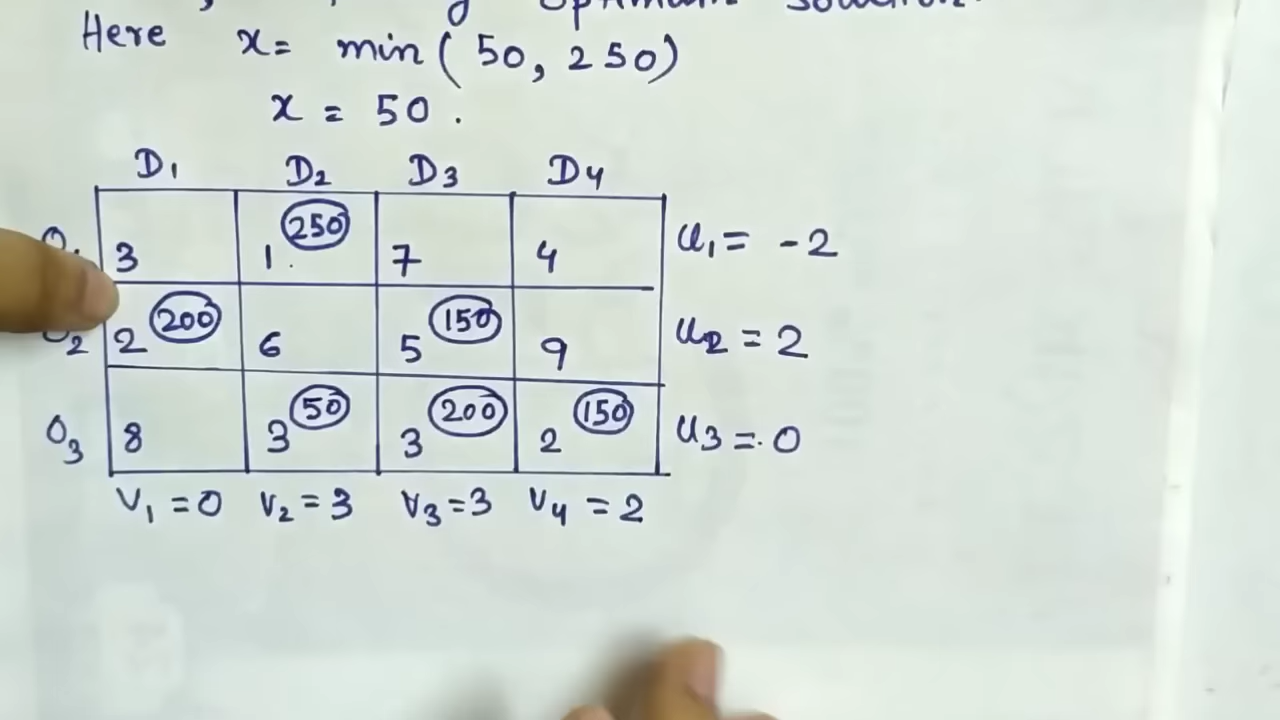 Here x= min ( 50, 250)
x = 50 .
D1 D2 D3 D4
3 1 250 7 4 u1 = -2
O2 2 200 6 5 150 9 u2 = 2
O3 8 3 50 3 200 2 150 u3 = 0
V1 = 0 V2 = 3 V3 = 3 V4 = 2